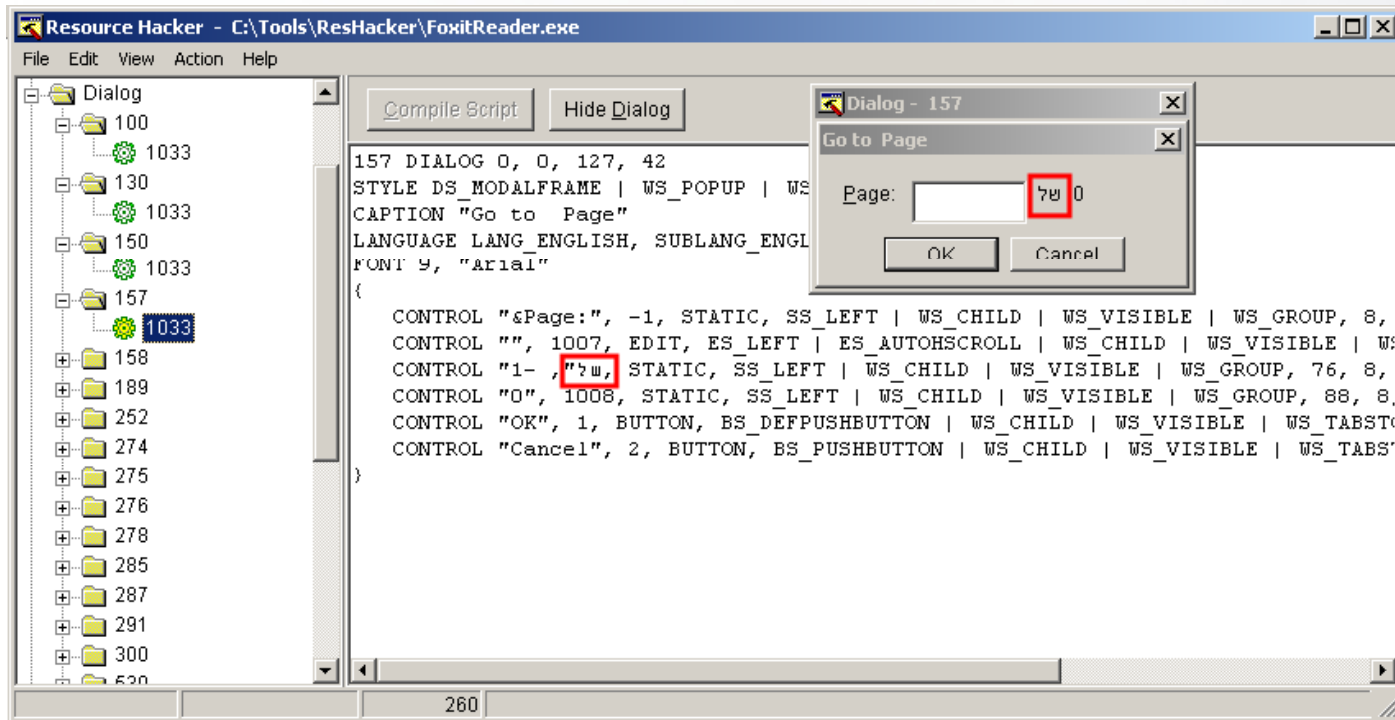 Resource Hacker - C:\Tools\ResHacker\FoxitReader.exe
File Edit View Action Help
Dialog
100
1033
130
1033
150
1033
157
1033
158
189
252
274
275
276
278
285
287
291
300
530
Compile Script
Hide Dialog
157 DIALOG 0, 0, 127, 42
STYLE DS_MODALFRAME | WS_POPUP | WS
CAPTION "Go to  Page"
LANGUAGE LANG_ENGLISH, SUBLANG_ENGL
FONT 9, "Arial"
{
CONTROL "&Page:", -1, STATIC, SS_LEFT | WS_CHILD | WS_VISIBLE | WS_GROUP, 8,
CONTROL "", 1007, EDIT, ES_LEFT | ES_AUTOHSCROLL | WS_CHILD | WS_VISIBLE | WS
CONTROL "של", -1, STATIC, SS_LEFT | WS_CHILD | WS_VISIBLE | WS_GROUP, 76, 8,
CONTROL "0", 1008, STATIC, SS_LEFT | WS_CHILD | WS_VISIBLE | WS_GROUP, 88, 8,
CONTROL "OK", 1, BUTTON, BS_DEFPUSHBUTTON | WS_CHILD | WS_VISIBLE | WS_TABST
CONTROL "Cancel", 2, BUTTON, BS_PUSHBUTTON | WS_CHILD | WS_VISIBLE | WS_TABS
}
Dialog - 157
Go to  Page
Page: של 0
OK Cancel
260